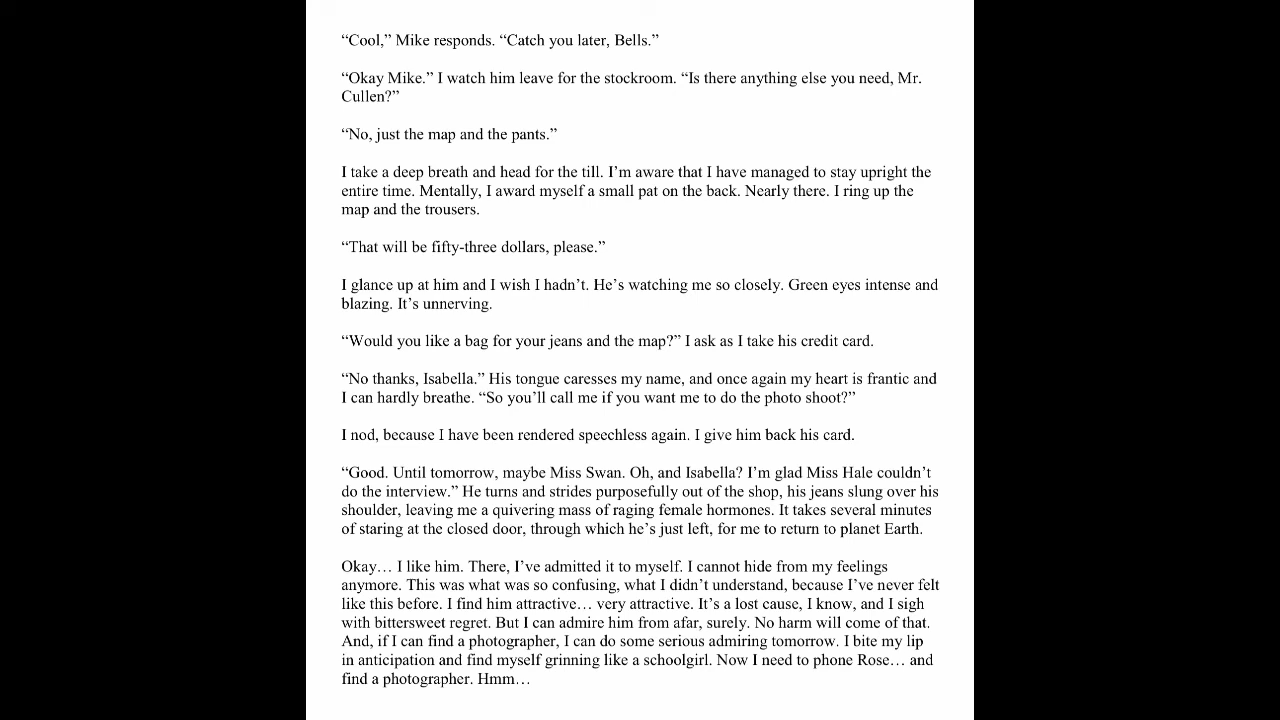 “Cool,” Mike responds. “Catch you later, Bells.”
“Okay Mike.” I watch him leave for the stockroom. “Is there anything else you need, Mr.
Cullen?”
“No, just the map and the pants.”
I take a deep breath and head for the till. I’m aware that I have managed to stay upright the
entire time. Mentally, I award myself a small pat on the back. Nearly there. I ring up the
map and the trousers.
“That will be fifty-three dollars, please.”
I glance up at him and I wish I hadn’t. He’s watching me so closely. Green eyes intense and
blazing. It’s unnerving.
“Would you like a bag for your jeans and the map?” I ask as I take his credit card.
“No thanks, Isabella.” His tongue caresses my name, and once again my heart is frantic and
I can hardly breathe. “So you’ll call me if you want me to do the photo shoot?”
I nod, because I have been rendered speechless again. I give him back his card.
“Good. Until tomorrow, maybe Miss Swan. Oh, and Isabella? I’m glad Miss Hale couldn’t
do the interview.” He turns and strides purposefully out of the shop, his jeans slung over his
shoulder, leaving me a quivering mass of raging female hormones. It takes several minutes
of staring at the closed door, through which he’s just left, for me to return to planet Earth.
Okay… I like him. There, I’ve admitted it to myself. I cannot hide from my feelings
anymore. This was what was so confusing, what I didn’t understand, because I’ve never felt
like this before. I find him attractive… very attractive. It’s a lost cause, I know, and I sigh
with bittersweet regret. But I can admire him from afar, surely. No harm will come of that.
And, if I can find a photographer, I can do some serious admiring tomorrow. I bite my lip
in anticipation and find myself grinning like a schoolgirl. Now I need to phone Rose… and
find a photographer. Hmm…